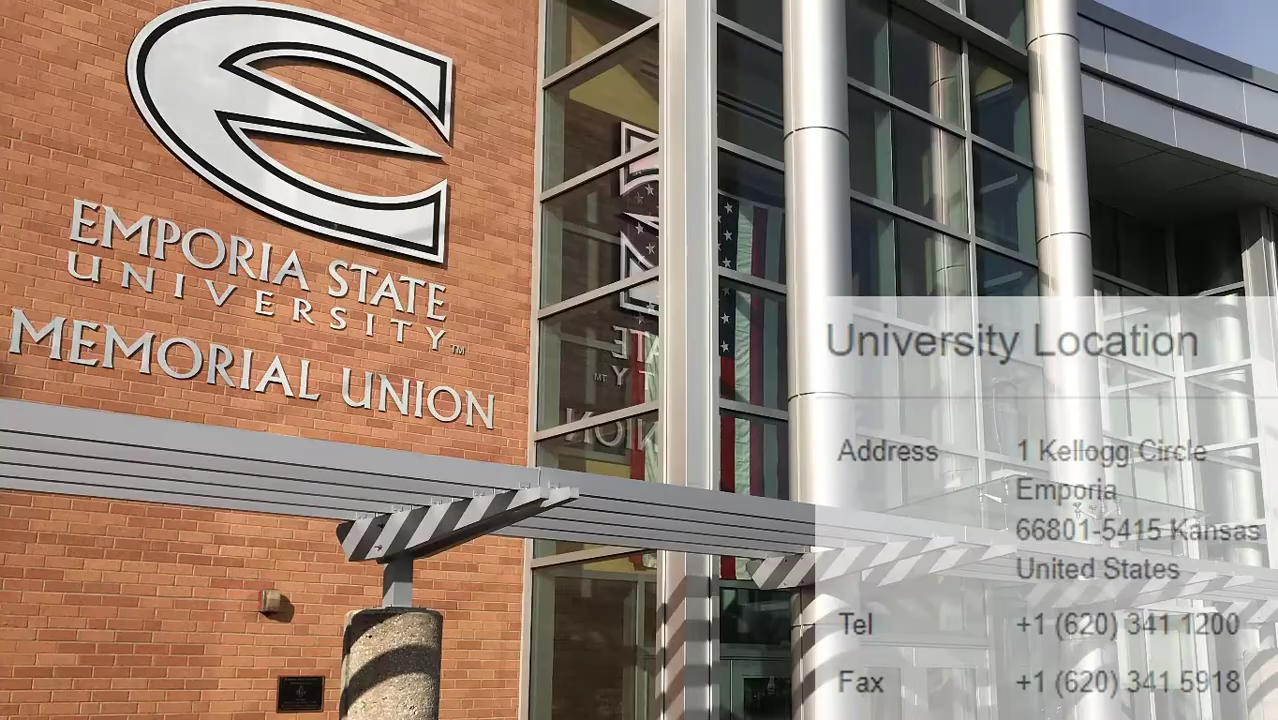 EMPORIA STATE
UNIVERSITY™
MEMORIAL UNION
University Location
Address 1 Kellogg Circle
Emporia
66801-5415 Kansas
United States
Tel +1 (620) 341 1200
Fax +1 (620) 341 5918